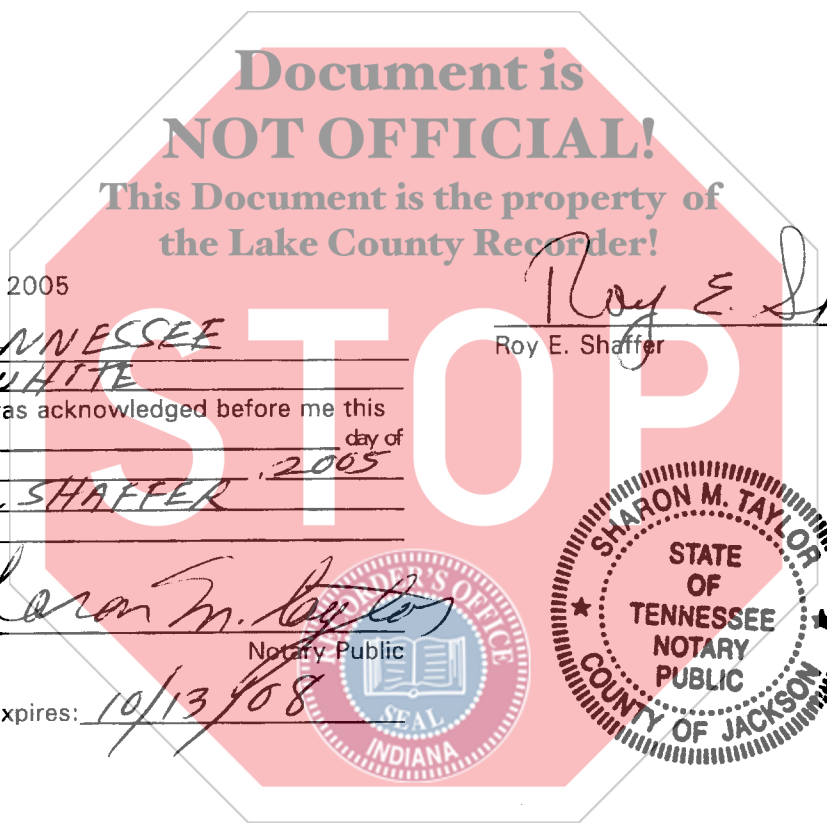 Document is
NOT OFFICIAL!
This Document is the property of
the Lake County Recorder!
2005
NNESSEE
Roy E. Sh
Roy E. Shaffer
WHITE
as acknowledged before me this
day of
, 2005
SHAFFER
STOP
SHARON M. TAYLOR
STATE
OF
TENNESSEE
NOTARY
PUBLIC
COUNTY OF JACKSON
aron M. Taylor
Notary Public
xpires: 10/13/08
RECORDER'S OFFICE
SEAL
INDIANA